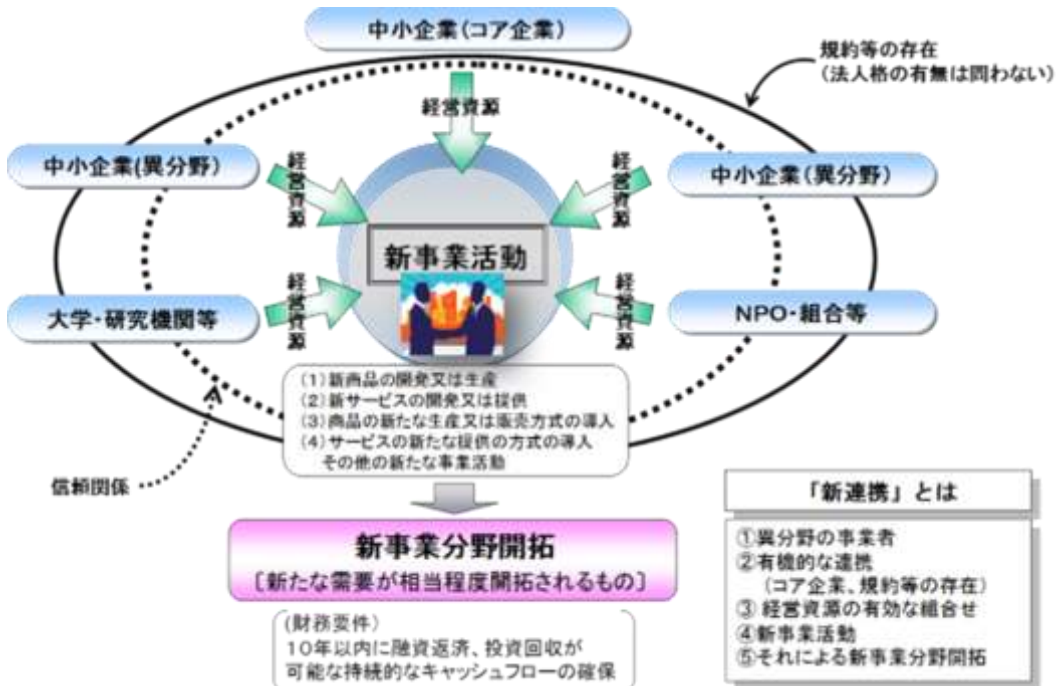 中小企業(コア企業)
規約等の存在
(法人格の有無は問わない)
経営資源
中小企業(異分野)
経営資源
経営資源
中小企業(異分野)
新事業活動
大学・研究機関等
経営資源
経営資源
NPO・組合等
(1)新商品の開発又は生産
(2)新サービスの開発又は提供
(3)商品の新たな生産又は販売方式の導入
(4)サービスの新たな提供の方式の導入
その他の新たな事業活動
信頼関係
新事業分野開拓
〔新たな需要が相当程度開拓されるもの〕
(財務要件)
10年以内に融資返済、投資回収が
可能な持続的なキャッシュフローの確保
「新連携」とは
①異分野の事業者
②有機的な連携
(コア企業、規約等の存在)
③ 経営資源の有効な組合せ
④新事業活動
⑤それによる新事業分野開拓